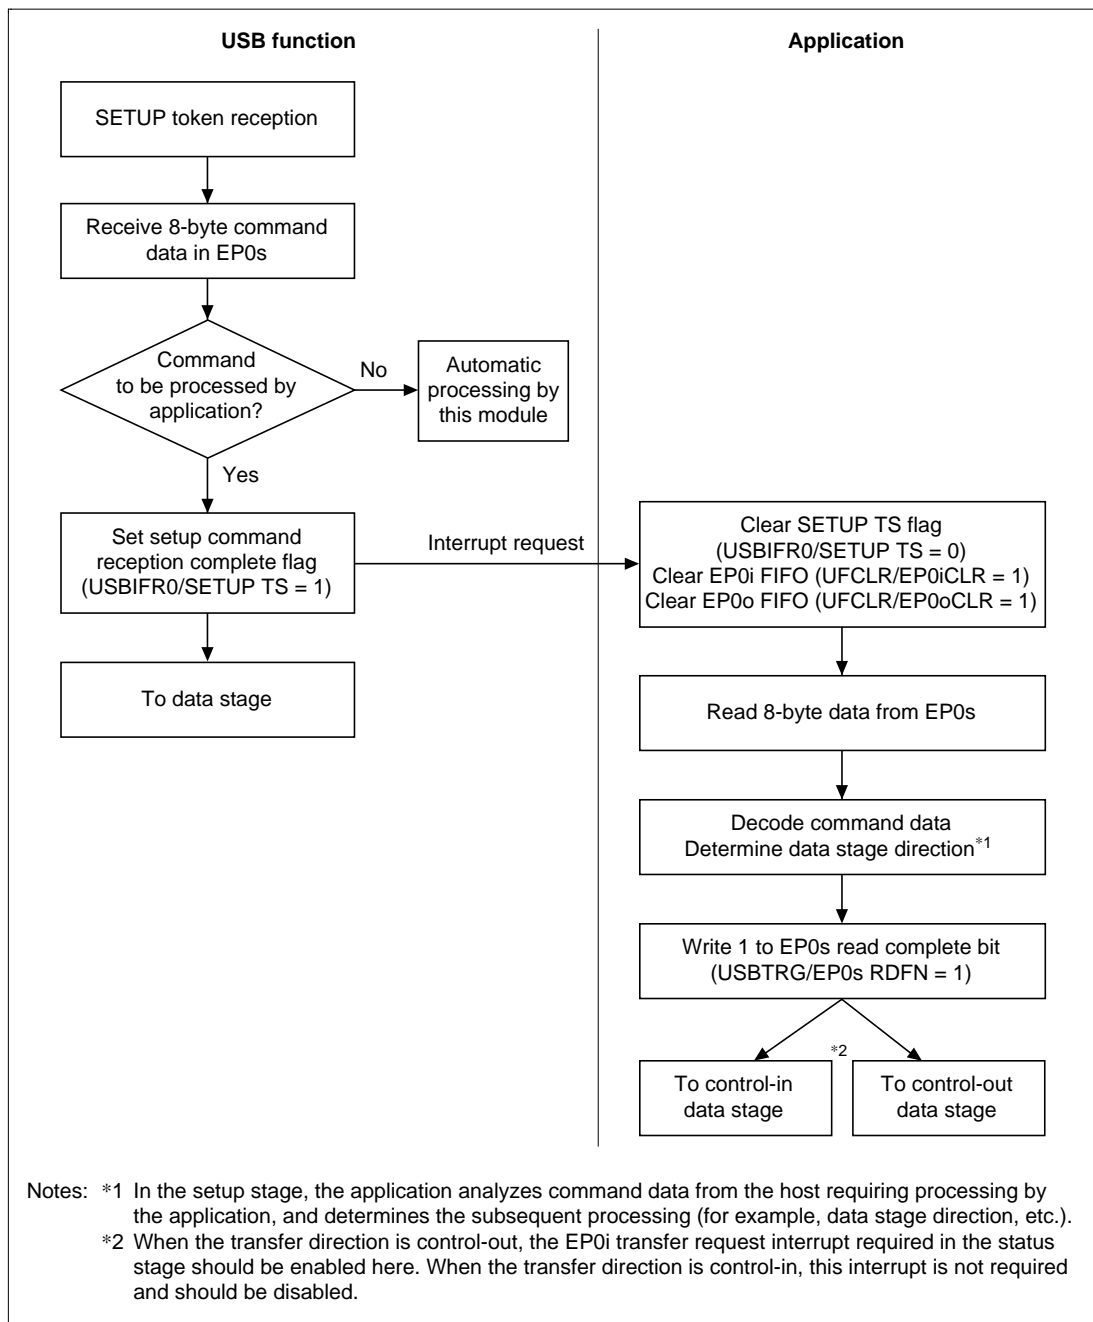 USB function
Application
SETUP token reception
Receive 8-byte command
data in EP0s
Command
to be processed by
application?
No
Automatic
processing by
this module
Yes
Set setup command
reception complete flag
(USBIFR0/SETUP TS = 1)
Interrupt request
To data stage
Clear SETUP TS flag
(USBIFR0/SETUP TS = 0)
Clear EP0i FIFO (UFCLR/EP0iCLR = 1)
Clear EP0o FIFO (UFCLR/EP0oCLR = 1)
Read 8-byte data from EP0s
Decode command data
Determine data stage direction*1
Write 1 to EP0s read complete bit
(USBTRG/EP0s RDFN = 1)
*2
To control-in
data stage
To control-out
data stage
Notes: *1 In the setup stage, the application analyzes command data from the host requiring processing by
the application, and determines the subsequent processing (for example, data stage direction, etc.).
*2 When the transfer direction is control-out, the EP0i transfer request interrupt required in the status
stage should be enabled here. When the transfer direction is control-in, this interrupt is not required
and should be disabled.